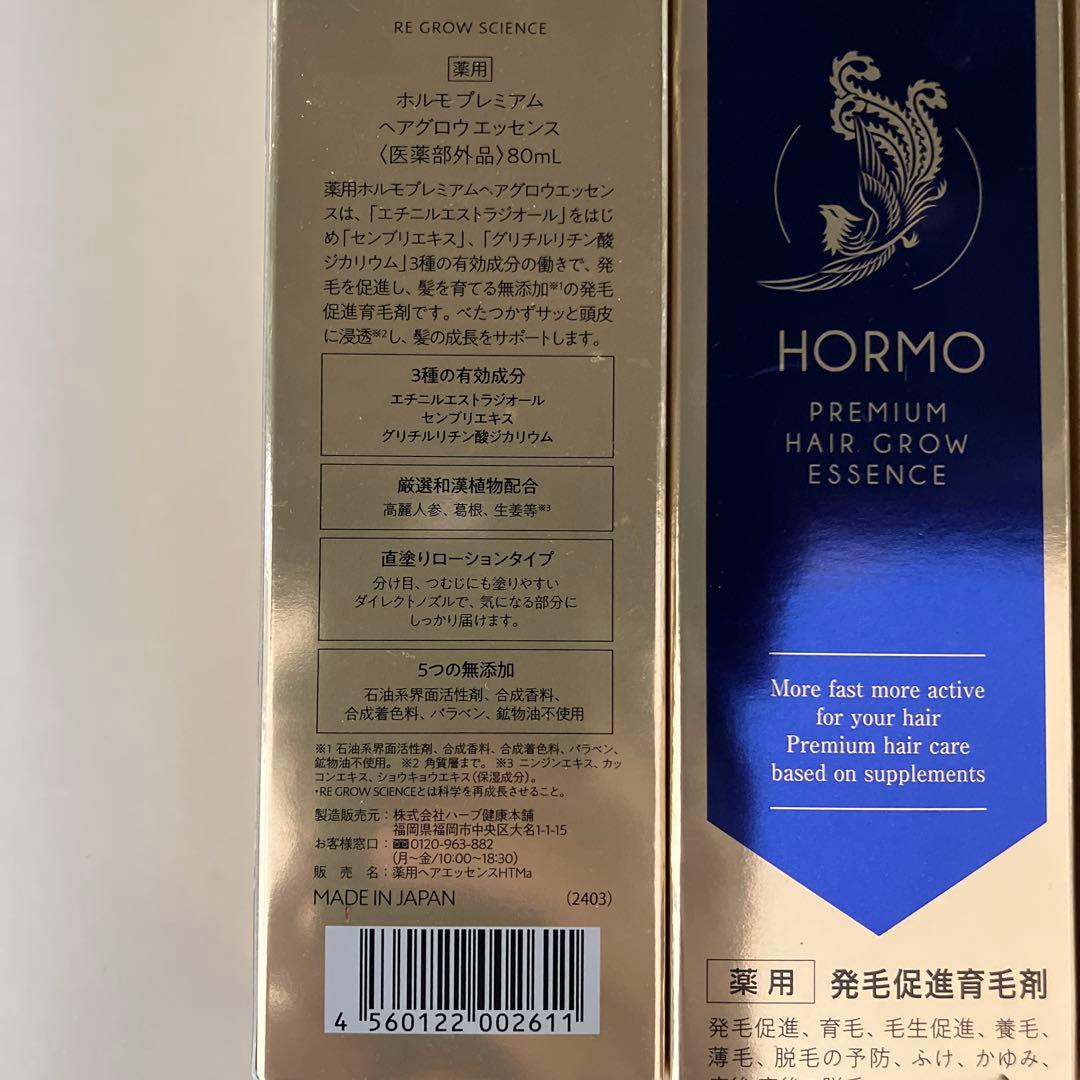 RE GROW SCIENCE
薬用
ホルモ プレミアム
ヘアグロウ エッセンス
〈医薬部外品〉80mL
薬用ホルモプレミアムヘアグロウエッセン
スは、「エチニルエストラジオール」をはじ
め「センブリエキス」、「グリチルリチン酸
ジカリウム」3種の有効成分の働きで、発
毛を促進し、髪を育てる無添加※1の発毛
促進育毛剤です。べたつかずサッと頭皮
に浸透※2し、髪の成長をサポートします。
3種の有効成分
エチニルエストラジオール
センブリエキス
グリチルリチン酸ジカリウム
厳選和漢植物配合
高麗人参、葛根、生姜等※3
直塗りローションタイプ
分け目、つむじにも塗りやすい
ダイレクトノズルで、気になる部分に
しっかり届けます。
5つの無添加
石油系界面活性剤、合成香料、
合成着色料、パラベン、鉱物油不使用
※1 石油系界面活性剤、合成香料、合成着色料、パラベン、
鉱物油不使用。 ※2 角質層まで。 ※3 ニンジンエキス、カッ
コンエキス、ショウキョウエキス(保湿成分)。
・RE GROW SCIENCEとは科学を再成長させること。
製造販売元:株式会社ハーブ健康本舗
福岡県福岡市中央区大名1-1-15
お客様窓口:0120-963-882
(月~金/10:00~18:30)
販売名:薬用ヘアエッセンスHTMa
MADE IN JAPAN (2403)
4 560122 002611
HORMO
PREMIUM
HAIR GROW
ESSENCE
More fast more active
for your hair
Premium hair care
based on supplements
薬用 発毛促進育毛剤
発毛促進、育毛、毛生促進、養毛、
薄毛、脱毛の予防、ふけ、かゆみ、